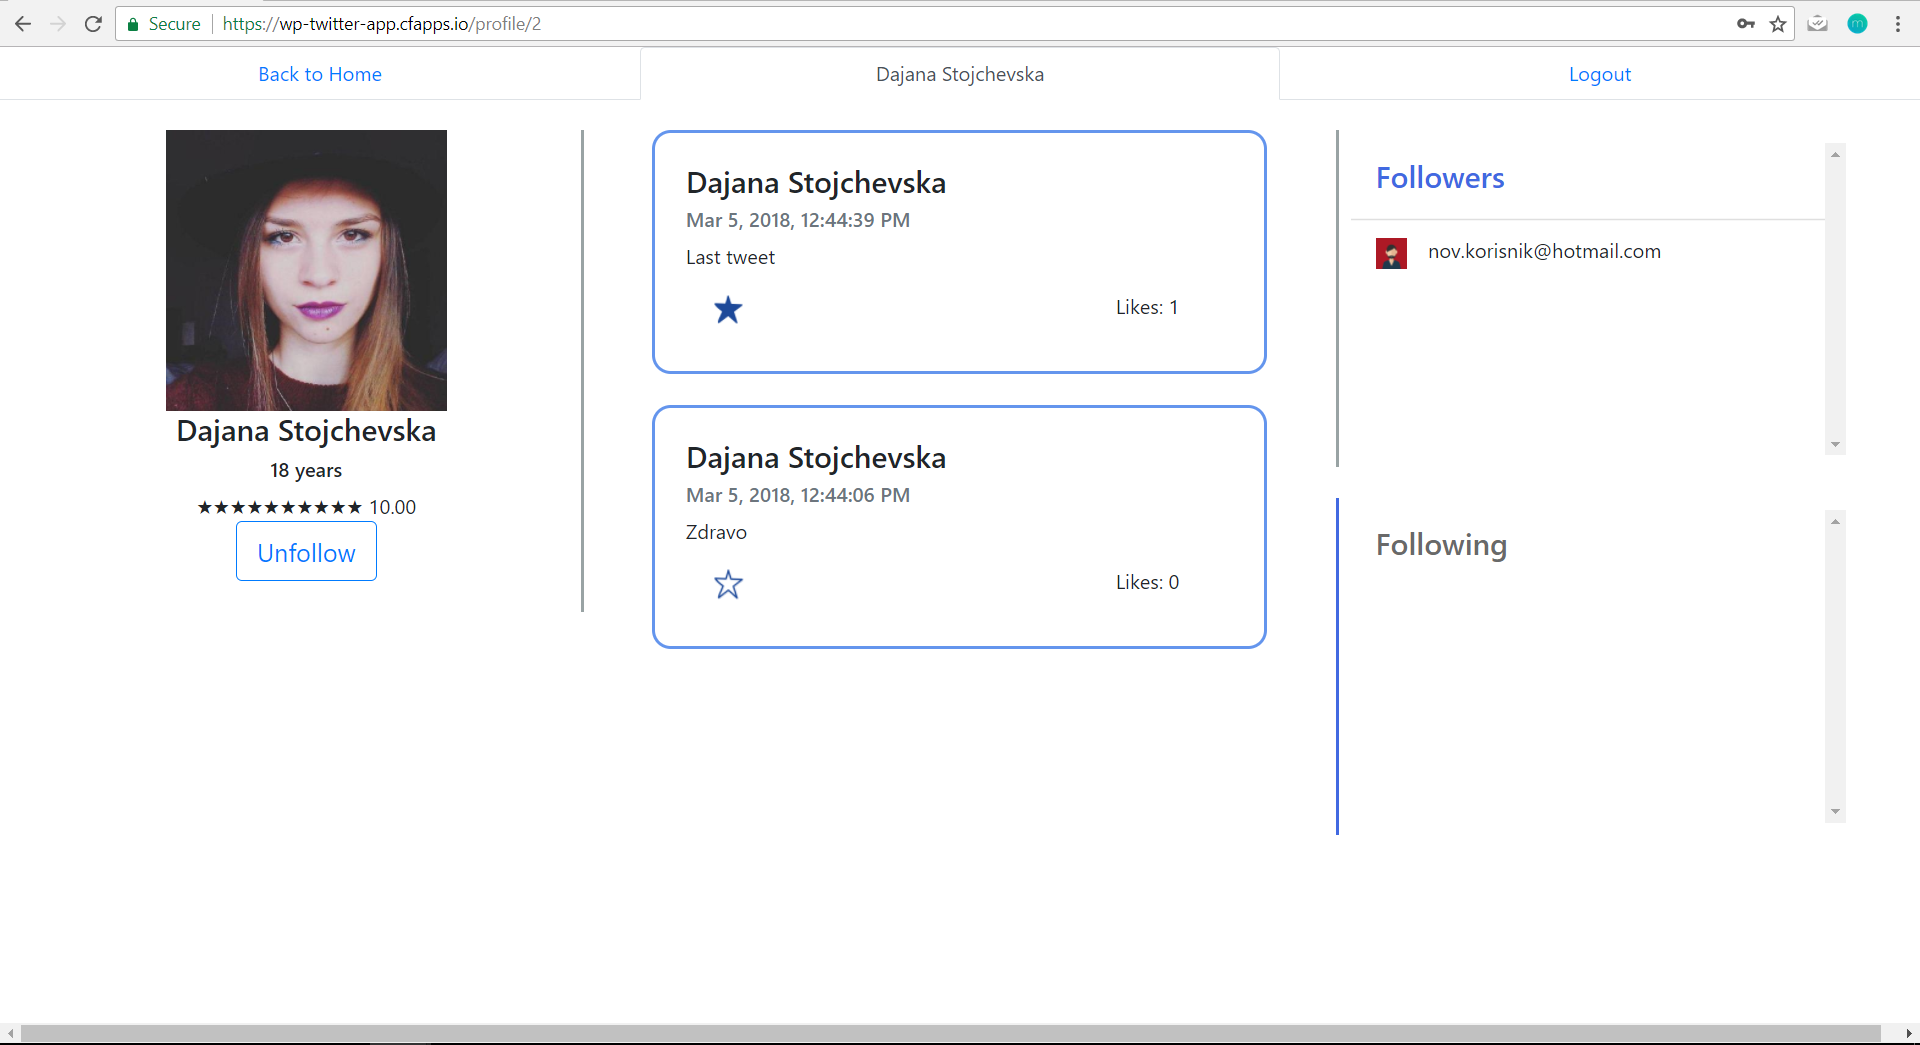 Secure https://wp-twitter-app.cfapps.io/profile/2
Back to Home
Dajana Stojchevska
Logout
Dajana Stojchevska
18 years
★★★★★★★★★★ 10.00
Unfollow
Dajana Stojchevska
Mar 5, 2018, 12:44:39 PM
Last tweet
Likes: 1
Dajana Stojchevska
Mar 5, 2018, 12:44:06 PM
Zdravo
Likes: 0
Followers
nov.korisnik@hotmail.com
Following